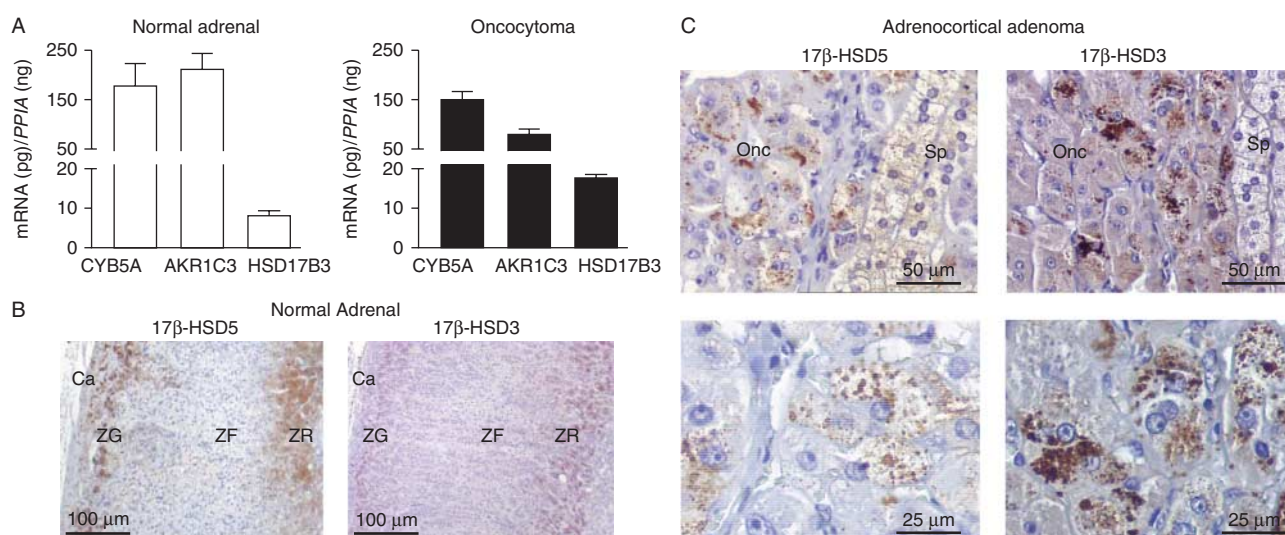 A
Normal adrenal
mRNA (pg)/PPIA (ng)
250
150
50
20
10
0
CYB5A AKR1C3 HSD17B3
Oncocytoma
mRNA (pg)/PPIA (ng)
250
150
50
20
10
0
CYB5A AKR1C3 HSD17B3
B
Normal Adrenal
17β-HSD5
Ca
ZG ZF ZR
100 μm
17β-HSD3
Ca
ZG ZF ZR
100 μm
C
Adrenocortical adenoma
17β-HSD5 17β-HSD3
Onc Sp
50 μm
Onc Sp
50 μm
25 μm
25 μm